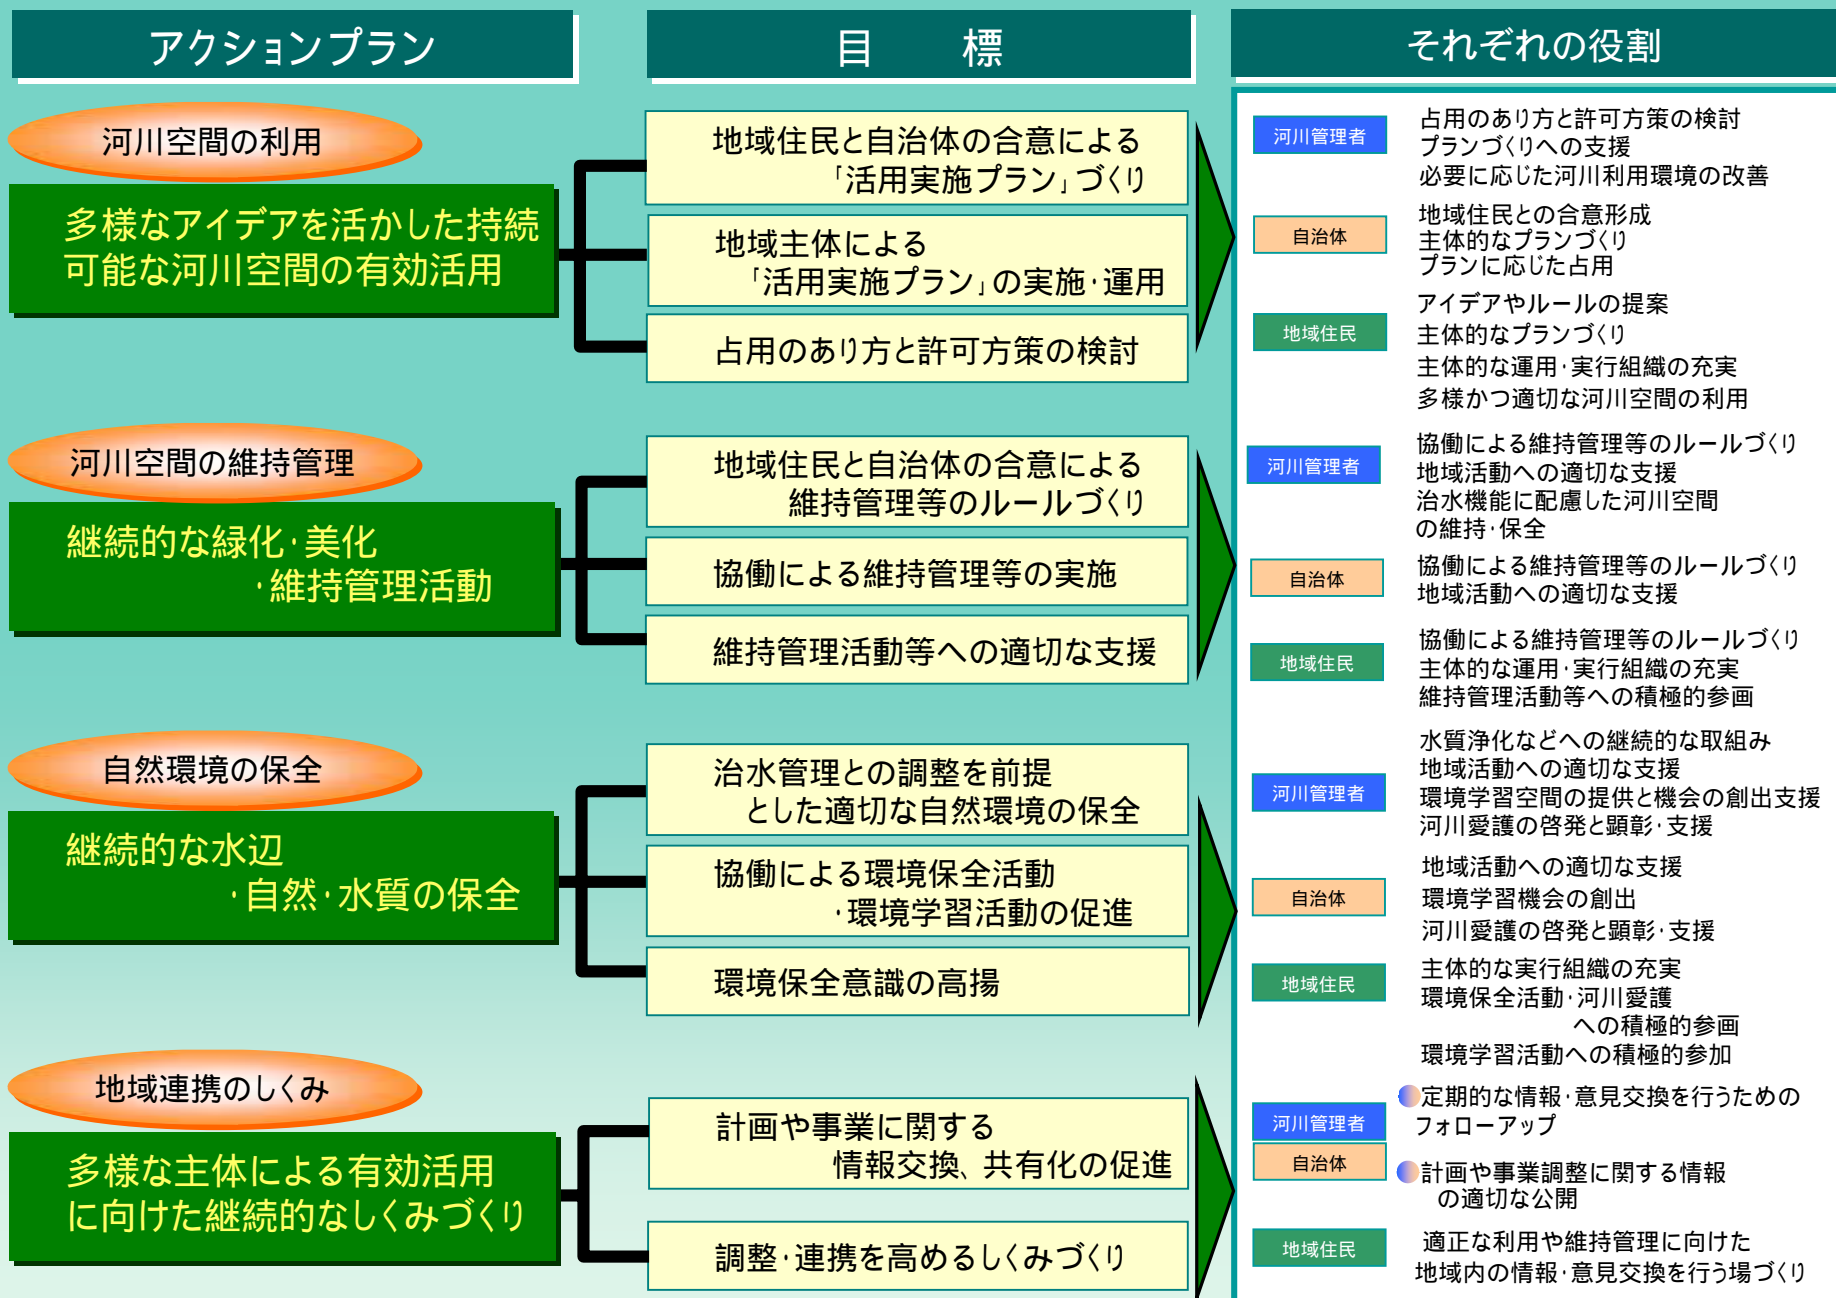 アクションプラン
目 標
それぞれの役割
河川空間の利用
多様なアイデアを活かした持続
可能な河川空間の有効活用
地域住民と自治体の合意による
「活用実施プラン」づくり
地域主体による
「活用実施プラン」の実施・運用
占用のあり方と許可方策の検討
河川管理者
占用のあり方と許可方策の検討
プランづくりへの支援
必要に応じた河川利用環境の改善
自治体
地域住民との合意形成
主体的なプランづくり
プランに応じた占用
地域住民
アイデアやルールの提案
主体的なプランづくり
主体的な運用・実行組織の充実
多様かつ適切な河川空間の利用
河川空間の維持管理
継続的な緑化・美化
・維持管理活動
地域住民と自治体の合意による
維持管理等のルールづくり
協働による維持管理等の実施
維持管理活動等への適切な支援
河川管理者
協働による維持管理等のルールづくり
地域活動への適切な支援
治水機能に配慮した河川空間
の維持・保全
自治体
協働による維持管理等のルールづくり
地域活動への適切な支援
地域住民
協働による維持管理等のルールづくり
主体的な運用・実行組織の充実
維持管理活動等への積極的参画
自然環境の保全
継続的な水辺
・自然・水質の保全
治水管理との調整を前提
とした適切な自然環境の保全
協働による環境保全活動
・環境学習活動の促進
環境保全意識の高揚
河川管理者
水質浄化などへの継続的な取組み
地域活動への適切な支援
環境学習空間の提供と機会の創出支援
河川愛護の啓発と顕彰・支援
自治体
地域活動への適切な支援
環境学習機会の創出
河川愛護の啓発と顕彰・支援
地域住民
主体的な実行組織の充実
環境保全活動・河川愛護
への積極的参画
環境学習活動への積極的参加
地域連携のしくみ
多様な主体による有効活用
に向けた継続的なしくみづくり
計画や事業に関する
情報交換、共有化の促進
調整・連携を高めるしくみづくり
河川管理者
自治体
定期的な情報・意見交換を行うための
フォローアップ
計画や事業調整に関する情報
の適切な公開
地域住民
適正な利用や維持管理に向けた
地域内の情報・意見交換を行う場づくり